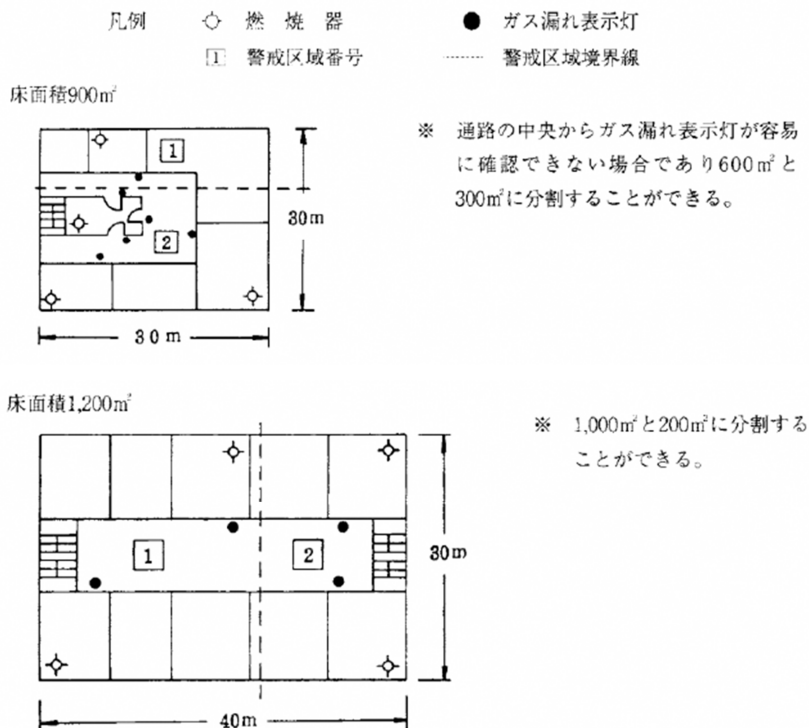 凡例 燃焼器 ガス漏れ表示灯
1 警戒区域番号 警戒区域境界線
床面積900㎡
※ 通路の中央からガス漏れ表示灯が容易
に確認できない場合であり600㎡と
300㎡に分割することができる。
1
2
30m
30m
床面積1,200㎡
※ 1,000㎡と200㎡に分割する
ことができる。
1 2
30m
40m